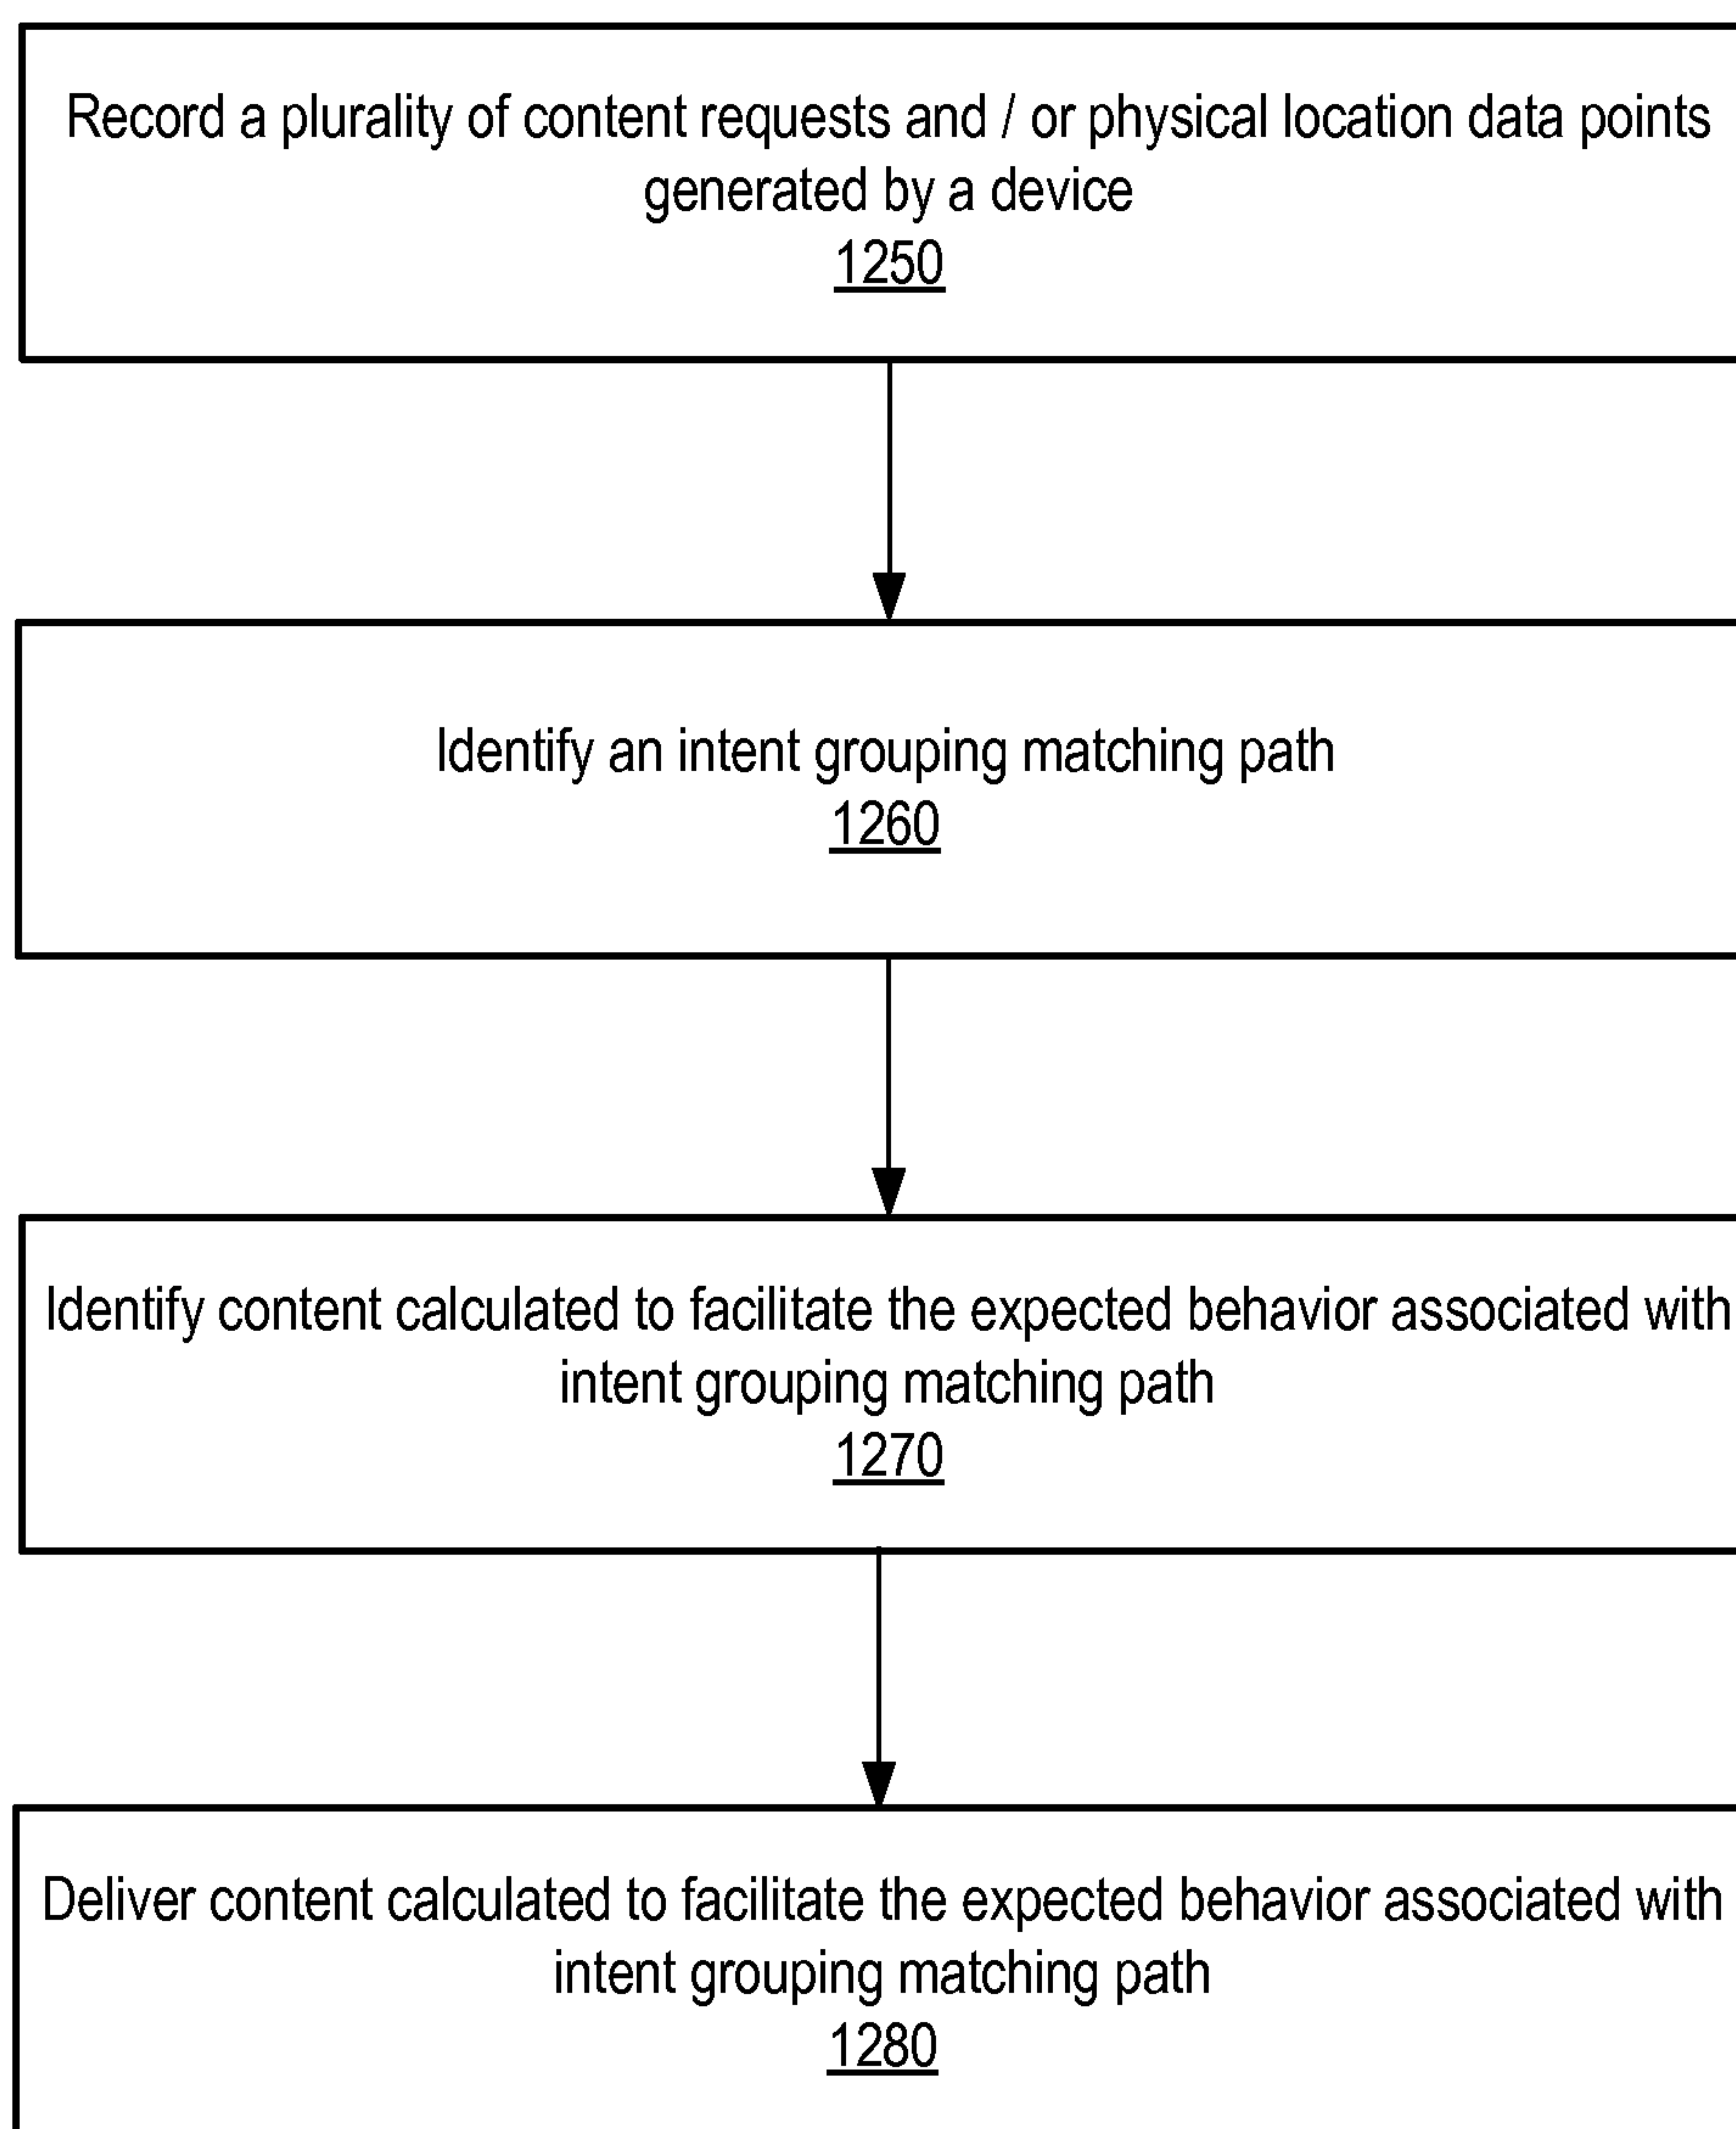 Record a plurality of content requests and / or physical location data points
generated by a device
1250
Identify an intent grouping matching path
1260
Identify content calculated to facilitate the expected behavior associated with
intent grouping matching path
1270
Deliver content calculated to facilitate the expected behavior associated with
intent grouping matching path
1280